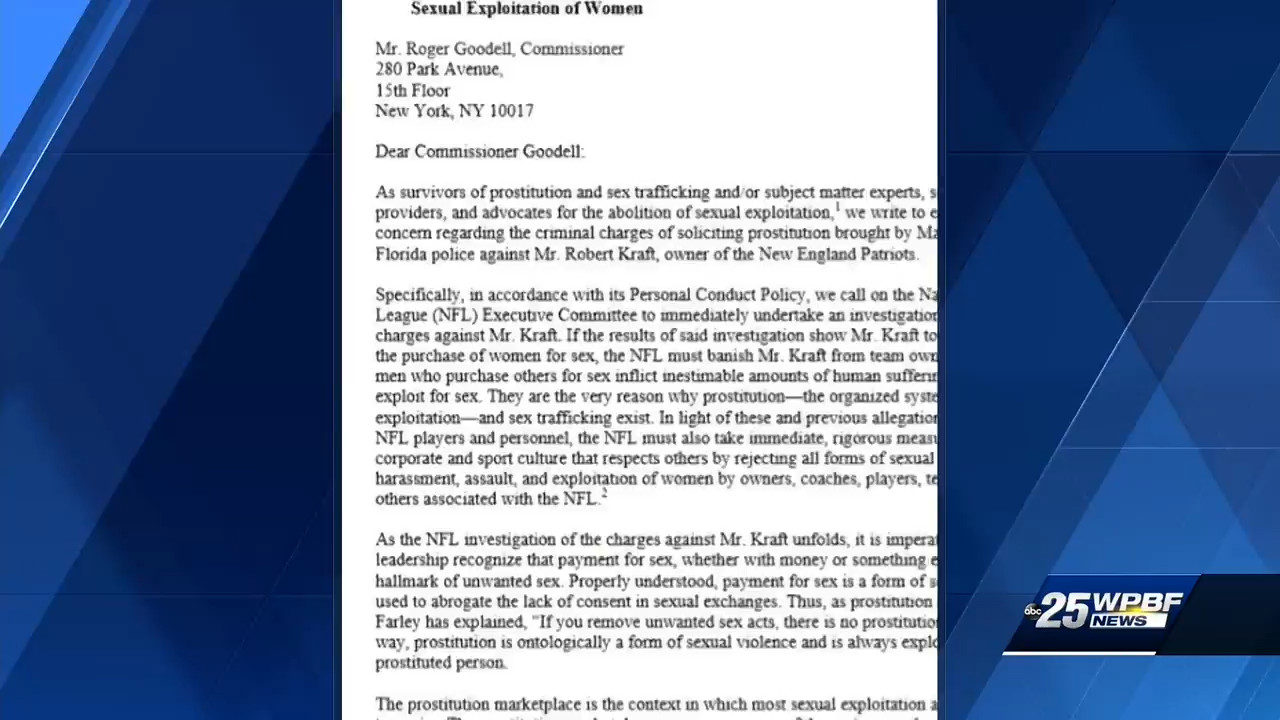 Sexual Exploitation of Women
Mr. Roger Goodell, Commissioner
280 Park Avenue,
15th Floor
New York, NY 10017
Dear Commissioner Goodell:
As survivors of prostitution and sex trafficking and/or subject matter experts, s
providers, and advocates for the abolition of sexual exploitation,1 we write to e
concern regarding the criminal charges of soliciting prostitution brought by Ma
Florida police against Mr. Robert Kraft, owner of the New England Patriots.
Specifically, in accordance with its Personal Conduct Policy, we call on the Na
League (NFL) Executive Committee to immediately undertake an investigation
charges against Mr. Kraft. If the results of said investigation show Mr. Kraft to
the purchase of women for sex, the NFL must banish Mr. Kraft from team own
men who purchase others for sex inflict inestimable amounts of human sufferin
exploit for sex. They are the very reason why prostitution—the organized syste
exploitation—and sex trafficking exist. In light of these and previous allegation
NFL players and personnel, the NFL must also take immediate, rigorous measu
corporate and sport culture that respects others by rejecting all forms of sexual
harassment, assault, and exploitation of women by owners, coaches, players, te
others associated with the NFL.2
As the NFL investigation of the charges against Mr. Kraft unfolds, it is imperat
leadership recognize that payment for sex, whether with money or something e
hallmark of unwanted sex. Properly understood, payment for sex is a form of s
used to abrogate the lack of consent in sexual exchanges. Thus, as prostitution
Farley has explained, "If you remove unwanted sex acts, there is no prostitution
way, prostitution is ontologically a form of sexual violence and is always explo
prostituted person.
The prostitution marketplace is the context in which most sexual exploitation a
abc 25 WPBF
NEWS